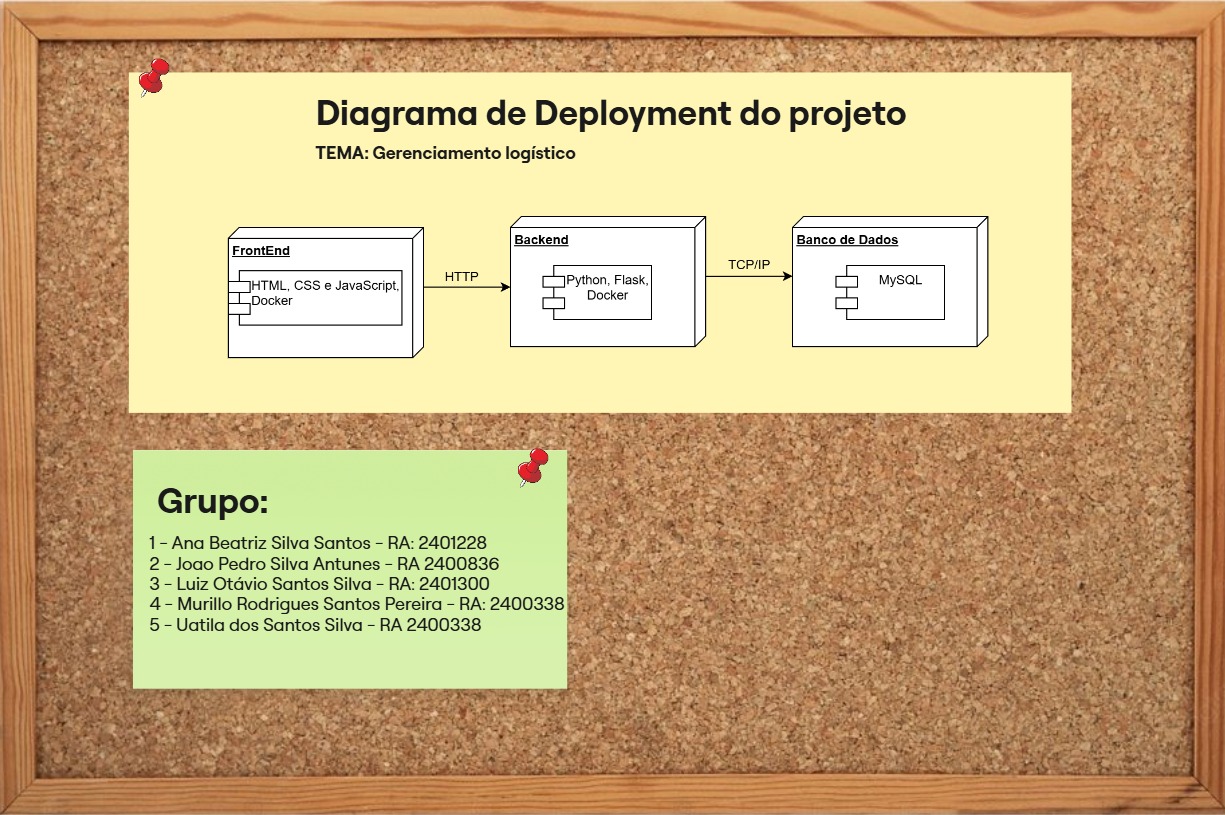 Diagrama de Deployment do projeto
TEMA: Gerenciamento logístico
FrontEnd
HTML, CSS e JavaScript,
Docker
HTTP
Backend
Python, Flask,
Docker
TCP/IP
Banco de Dados
MySQL
Grupo:
1 - Ana Beatriz Silva Santos - RA: 2401228
2 - Joao Pedro Silva Antunes - RA 2400836
3 - Luiz Otávio Santos Silva - RA: 2401300
4 - Murillo Rodrigues Santos Pereira - RA: 2400338
5 - Uatila dos Santos Silva - RA 2400338